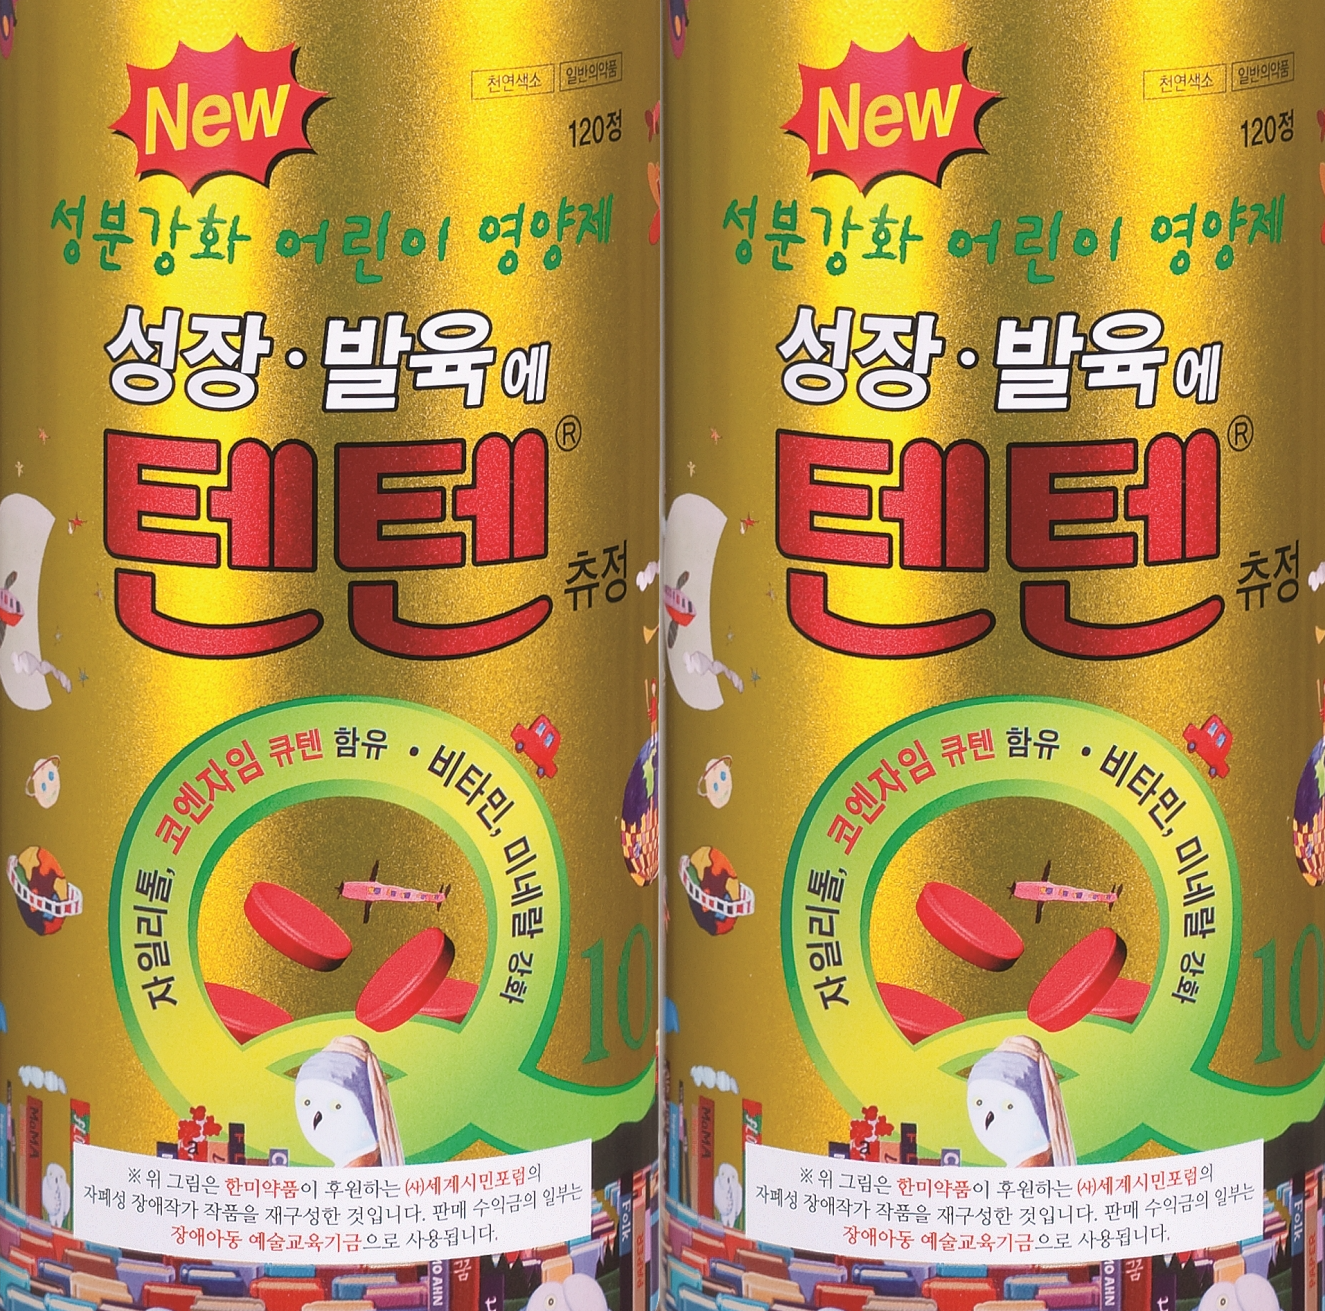 New
천연색소 일반의약품
120정
성분강화 어린이 영양제
성장·발육에
텐텐®
츄정
자일리톨, 코엔자임 큐텐 함유 • 비타민, 미네랄 강화
10
MoMA
※위 그림은 한미약품이 후원하는 (사)세계시민포럼의
자폐성 장애작가 작품을 재구성한 것입니다. 판매 수익금의 일부는
장애아동 예술교육기금으로 사용됩니다.
Folk
New
천연색소 일반의약품
120정
성분강화 어린이 영양제
성장·발육에
텐텐®
츄정
자일리톨, 코엔자임 큐텐 함유 • 비타민, 미네랄 강화
10
MoMA
※위 그림은 한미약품이 후원하는 (사)세계시민포럼의
자폐성 장애작가 작품을 재구성한 것입니다. 판매 수익금의 일부는
장애아동 예술교육기금으로 사용됩니다.
Folk